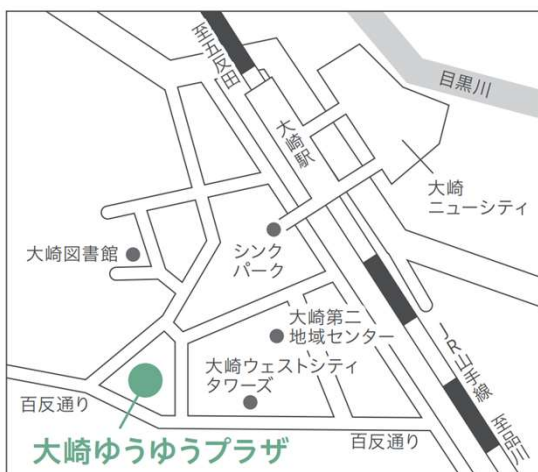 至五反田
目黒川
大崎駅
大崎
ニューシティ
大崎図書館
シンク
パーク
大崎第二
地域センター
大崎ウェストシティ
タワーズ
JR山手線
至品川
百反通り
百反通り
大崎ゆうゆうプラザ